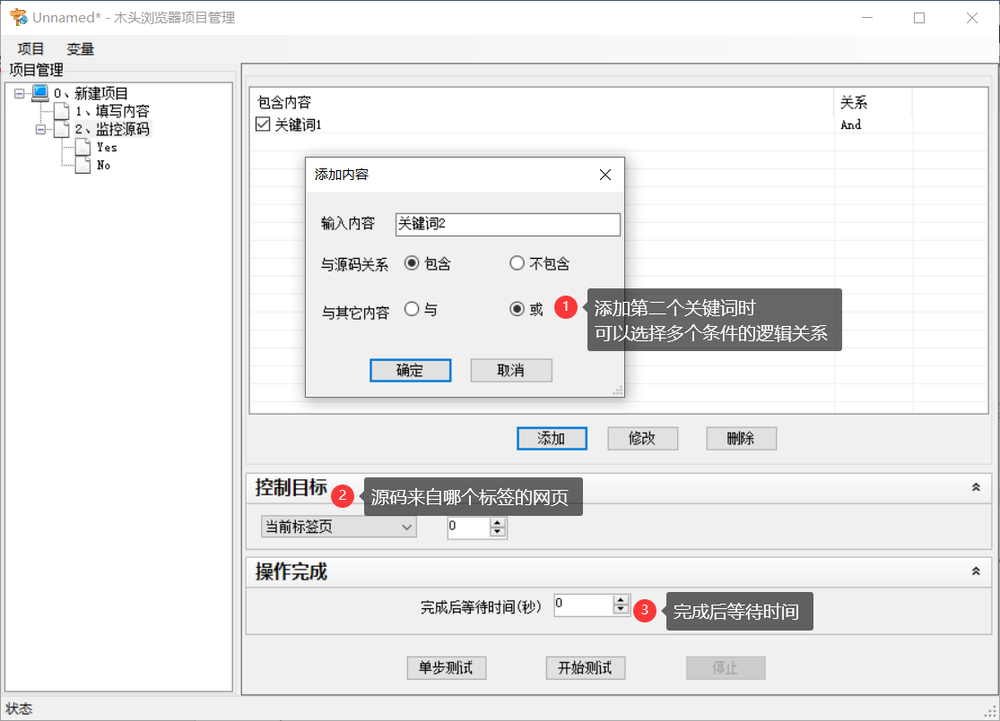 Unnamed* - 木头浏览器项目管理
项目 变量
项目管理
0、新建项目
1、填写内容
2、监控源码
Yes
No
包含内容 关系
关键词1 And
添加内容
输入内容 关键词2
与源码关系 包含 不包含
与其它内容 与 或
1 添加第二个关键词时
可以选择多个条件的逻辑关系
确定 取消
添加 修改 删除
控制目标
2 源码来自哪个标签的网页
当前标签页 0
操作完成
完成后等待时间(秒) 0
3 完成后等待时间
单步测试 开始测试 停止
状态